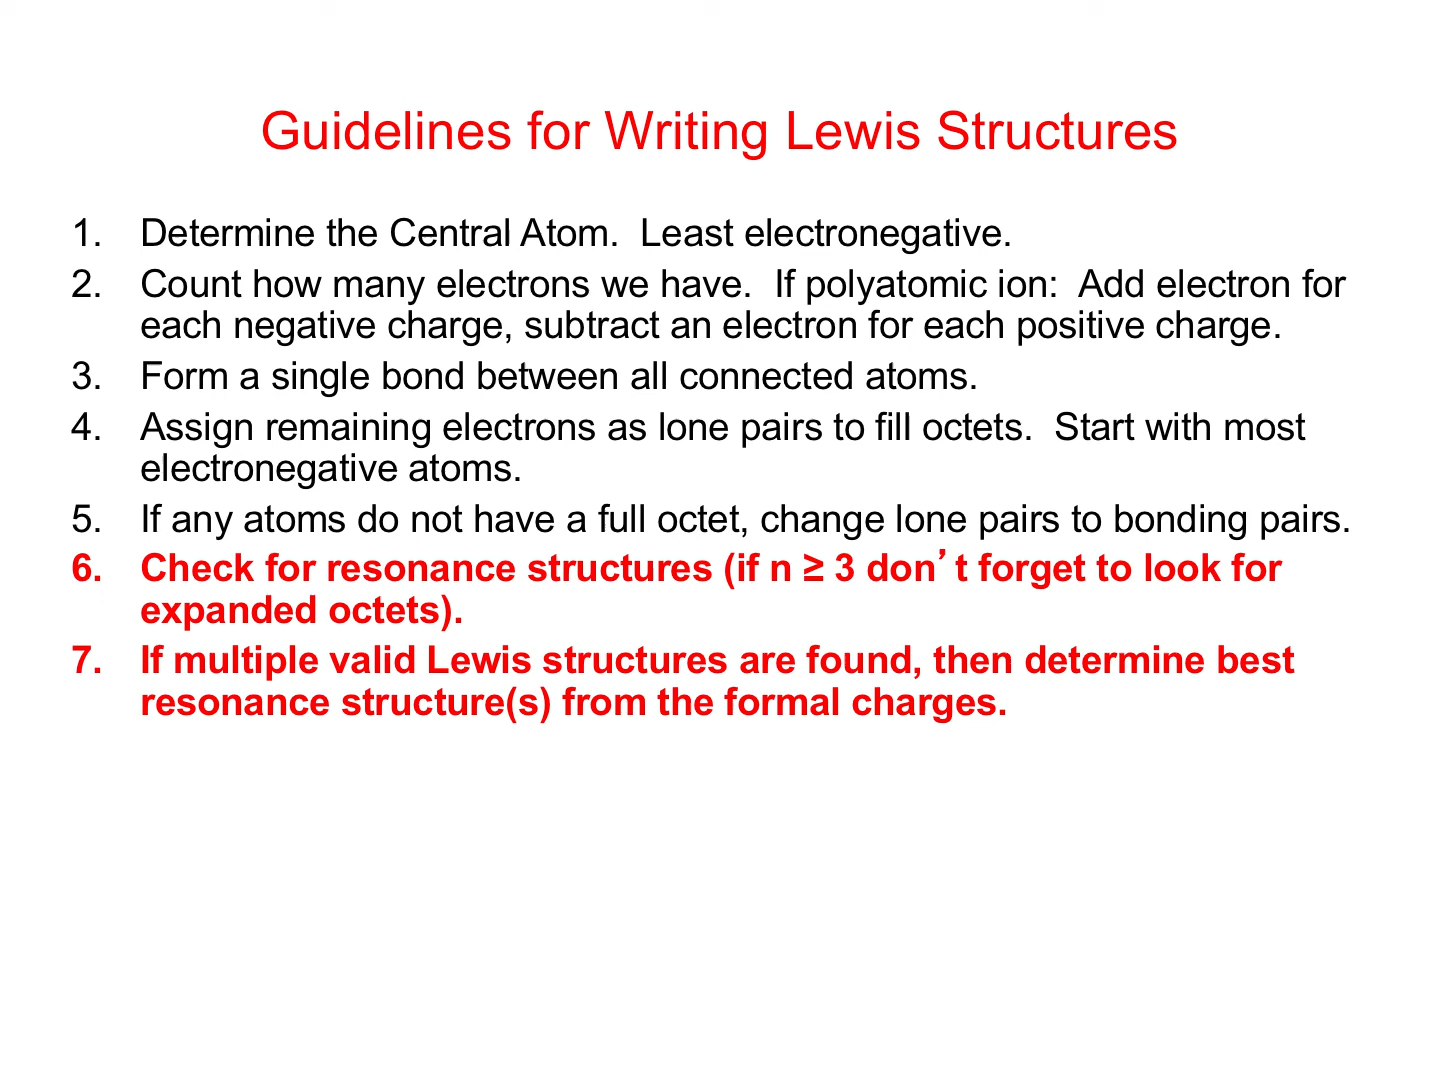 Guidelines for Writing Lewis Structures
1. Determine the Central Atom.  Least electronegative.
2. Count how many electrons we have.  If polyatomic ion:  Add electron for
each negative charge, subtract an electron for each positive charge.
3. Form a single bond between all connected atoms.
4. Assign remaining electrons as lone pairs to fill octets.  Start with most
electronegative atoms.
5. If any atoms do not have a full octet, change lone pairs to bonding pairs.
6. Check for resonance structures (if n ≥ 3 don’t forget to look for
expanded octets).
7. If multiple valid Lewis structures are found, then determine best
resonance structure(s) from the formal charges.